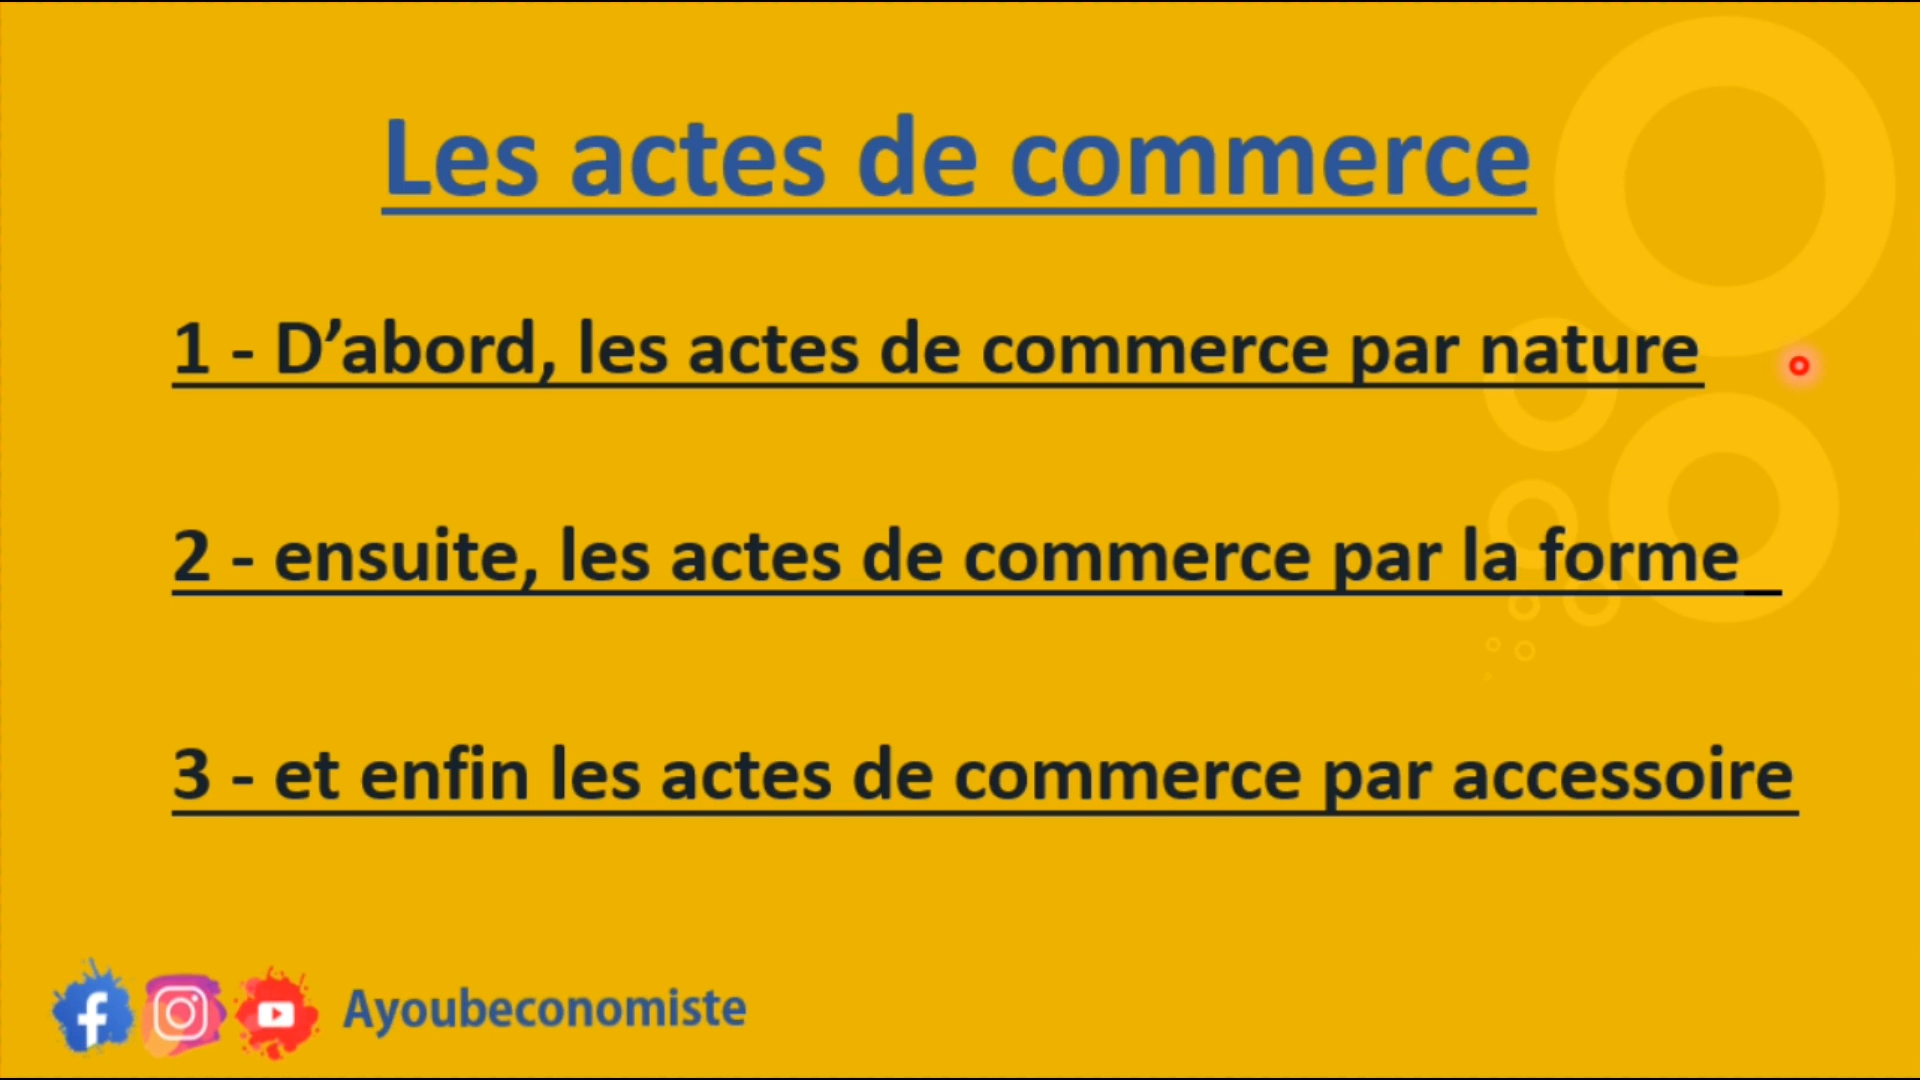 Les actes de commerce
1 - D’abord, les actes de commerce par nature
2 - ensuite, les actes de commerce par la forme
3 - et enfin les actes de commerce par accessoire
Ayoubeconomiste